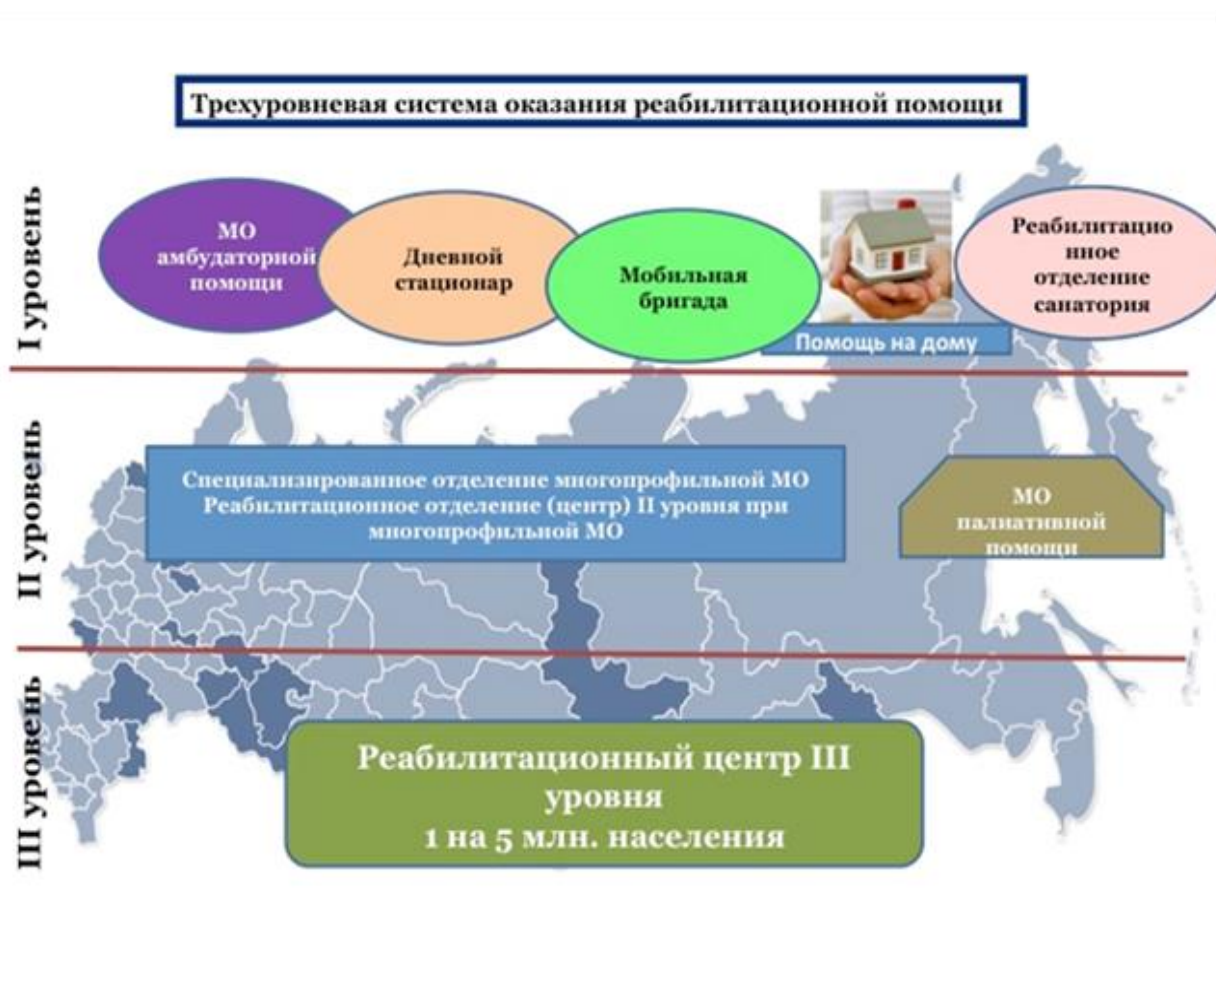 Трехуровневая система оказания реабилитационной помощи
I уровень
МО
амбудаторной
помощи
Дневной
стационар
Мобильная
бригада
Помощь на дому
Реабилитацио
нное
отделение
санатория
II уровень
Специализированное отделение многопрофильной МО
Реабилитационное отделение (центр) II уровня при
многопрофильной МО
МО
палиативной
помощи
III уровень
Реабилитационный центр III
уровня
1 на 5 млн. населения